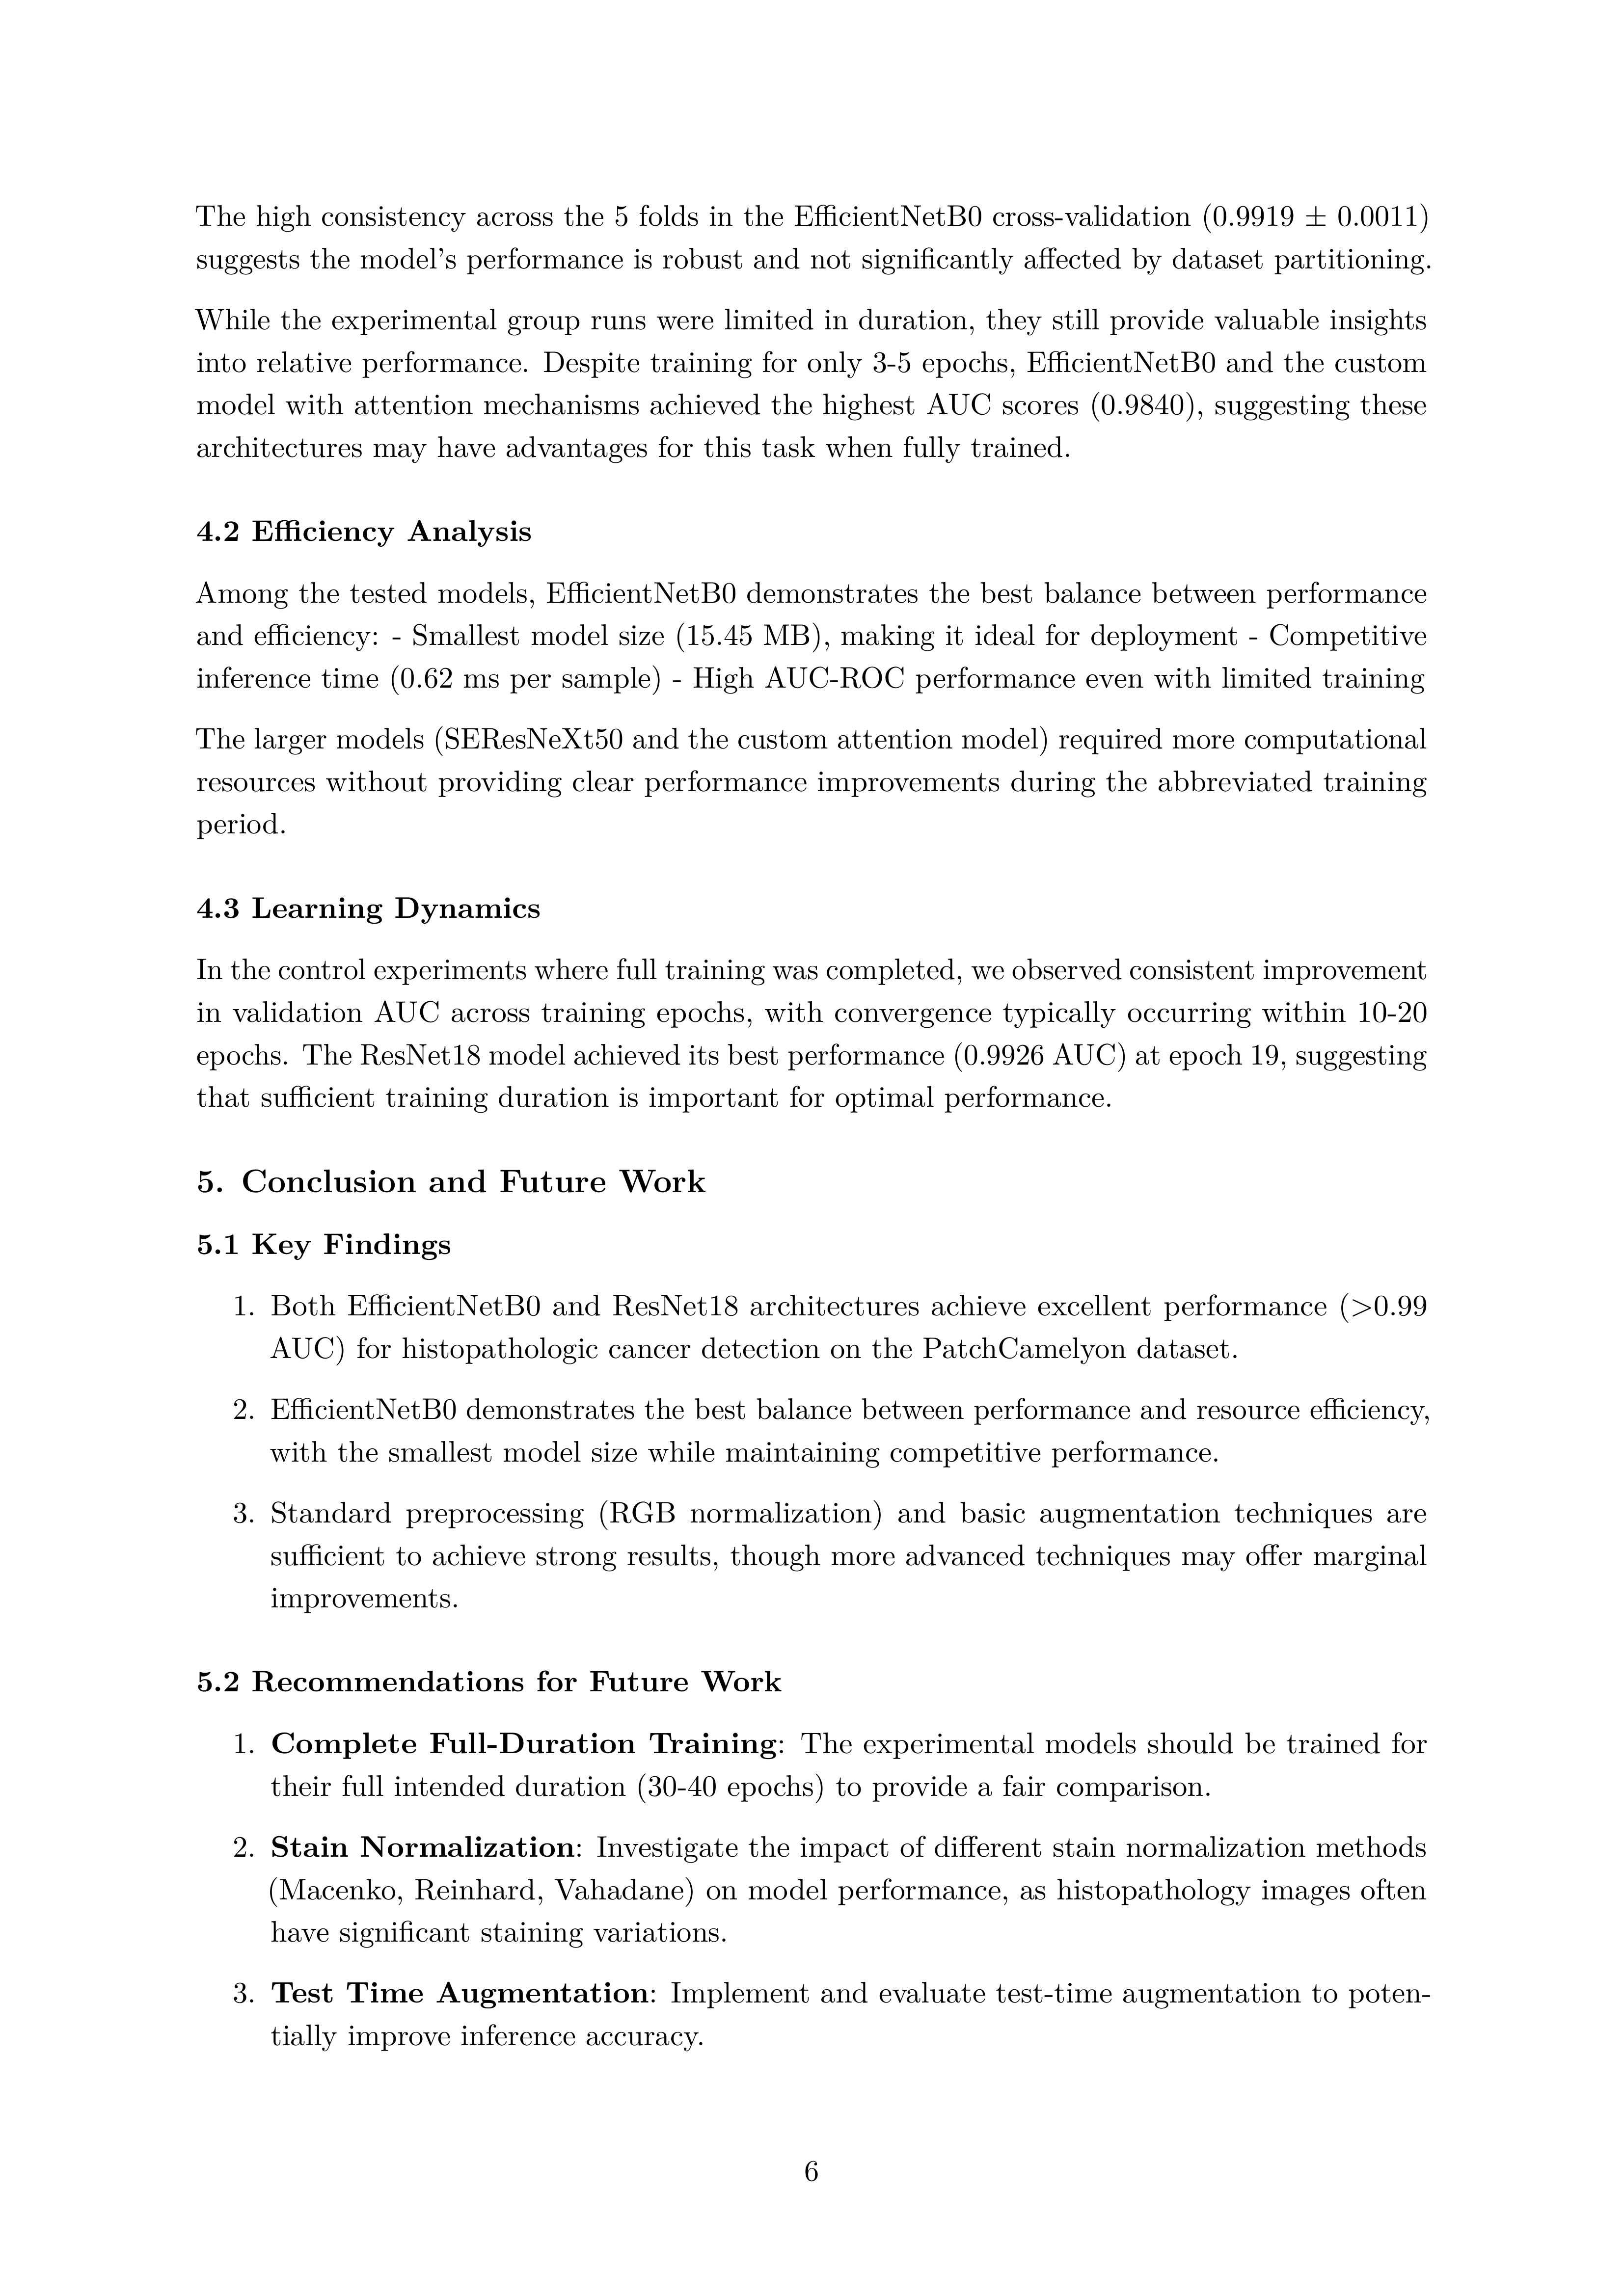 The high consistency across the 5 folds in the EfficientNetB0 cross-validation (0.9919 ± 0.0011)
suggests the model's performance is robust and not significantly affected by dataset partitioning.
While the experimental group runs were limited in duration, they still provide valuable insights
into relative performance. Despite training for only 3-5 epochs, EfficientNetB0 and the custom
model with attention mechanisms achieved the highest AUC scores (0.9840), suggesting these
architectures may have advantages for this task when fully trained.
4.2 Efficiency Analysis
Among the tested models, EfficientNetB0 demonstrates the best balance between performance
and efficiency: - Smallest model size (15.45 MB), making it ideal for deployment - Competitive
inference time (0.62 ms per sample) - High AUC-ROC performance even with limited training
The larger models (SEResNeXt50 and the custom attention model) required more computational
resources without providing clear performance improvements during the abbreviated training
period.
4.3 Learning Dynamics
In the control experiments where full training was completed, we observed consistent improvement
in validation AUC across training epochs, with convergence typically occurring within 10-20
epochs. The ResNet18 model achieved its best performance (0.9926 AUC) at epoch 19, suggesting
that sufficient training duration is important for optimal performance.
5. Conclusion and Future Work
5.1 Key Findings
1. Both EfficientNetB0 and ResNet18 architectures achieve excellent performance (>0.99
AUC) for histopathologic cancer detection on the PatchCamelyon dataset.
2. EfficientNetB0 demonstrates the best balance between performance and resource efficiency,
with the smallest model size while maintaining competitive performance.
3. Standard preprocessing (RGB normalization) and basic augmentation techniques are
sufficient to achieve strong results, though more advanced techniques may offer marginal
improvements.
5.2 Recommendations for Future Work
1. Complete Full-Duration Training: The experimental models should be trained for
their full intended duration (30-40 epochs) to provide a fair comparison.
2. Stain Normalization: Investigate the impact of different stain normalization methods
(Macenko, Reinhard, Vahadane) on model performance, as histopathology images often
have significant staining variations.
3. Test Time Augmentation: Implement and evaluate test-time augmentation to poten-
tially improve inference accuracy.
6